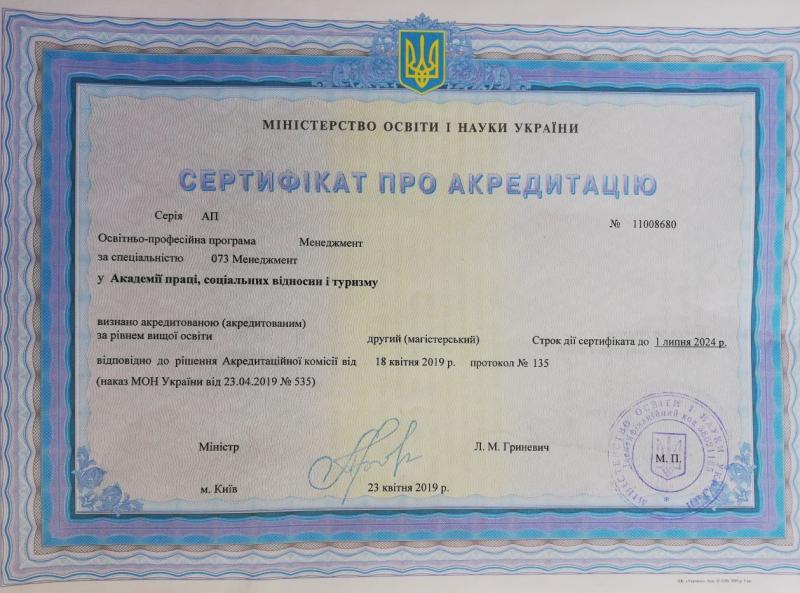 МІНІСТЕРСТВО ОСВІТИ І НАУКИ УКРАЇНИ
СЕРТИФІКАТ ПРО АКРЕДИТАЦІЮ
Серія АП № 11008680
Освітньо-професійна програма Менеджмент
за спеціальністю 073 Менеджмент
у Академії праці, соціальних відносин і туризму
визнано акредитованою (акредитованим)
за рівнем вищої освіти другий (магістерський) Строк дії сертифіката до 1 липня 2024 р.
відповідно до рішення Акредитаційної комісії від 18 квітня 2019 р. протокол № 135
(наказ МОН України від 23.04.2019 № 535)
Міністр Л. М. Гриневич
М. П.
м. Київ 23 квітня 2019 р.
МІНІСТЕРСТВО ОСВІТИ І НАУКИ